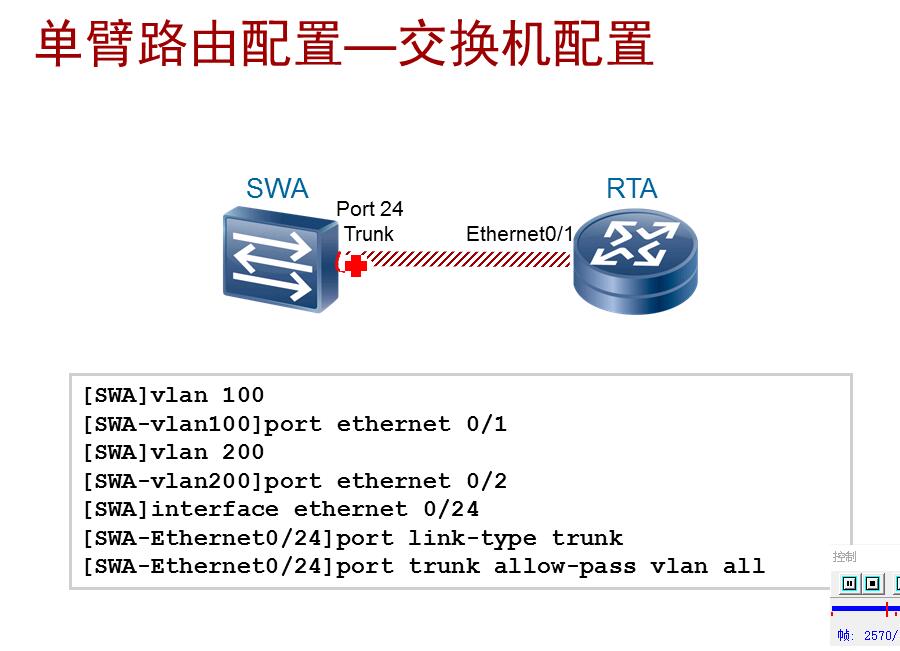 单臂路由配置—交换机配置
SWA
RTA
Port 24
Trunk
Ethernet0/1
[SWA]vlan 100
[SWA-vlan100]port ethernet 0/1
[SWA]vlan 200
[SWA-vlan200]port ethernet 0/2
[SWA]interface ethernet 0/24
[SWA-Ethernet0/24]port link-type trunk
[SWA-Ethernet0/24]port trunk allow-pass vlan all
控制
帧: 2570/